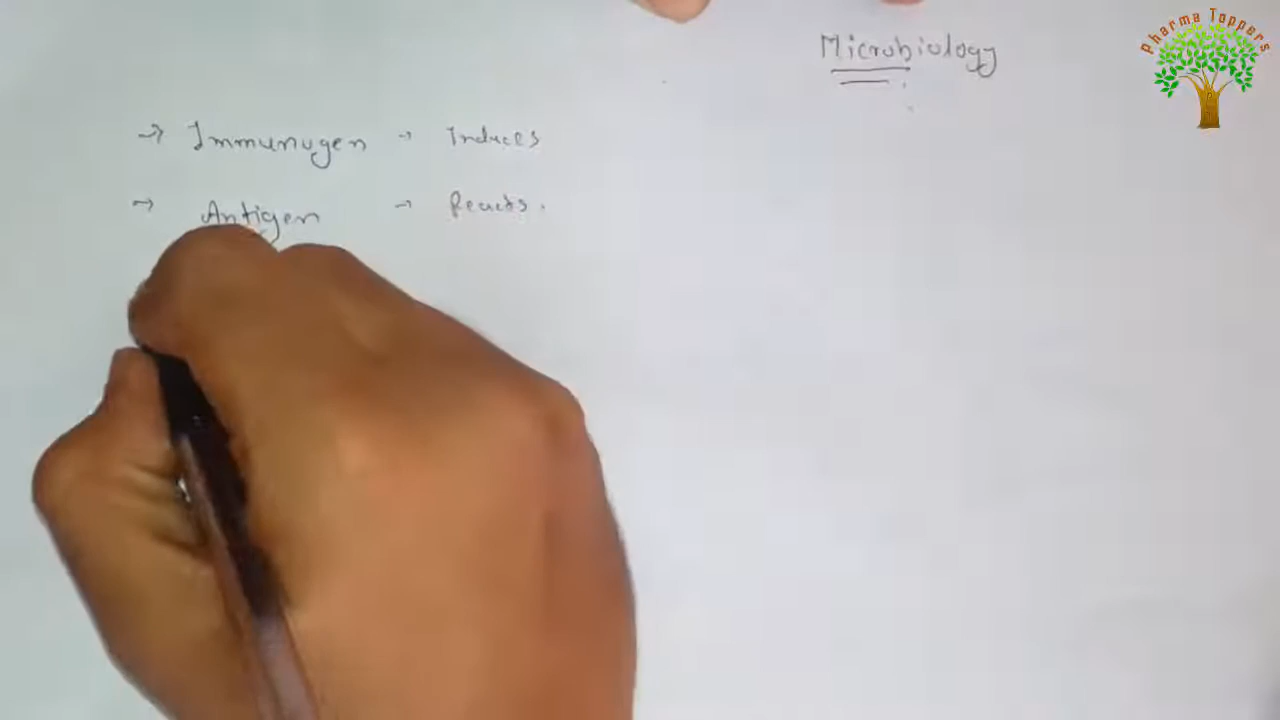 Microbiology
Pharma Toppers
→ Immunogen → Induces
→ Antigen → Reacts.